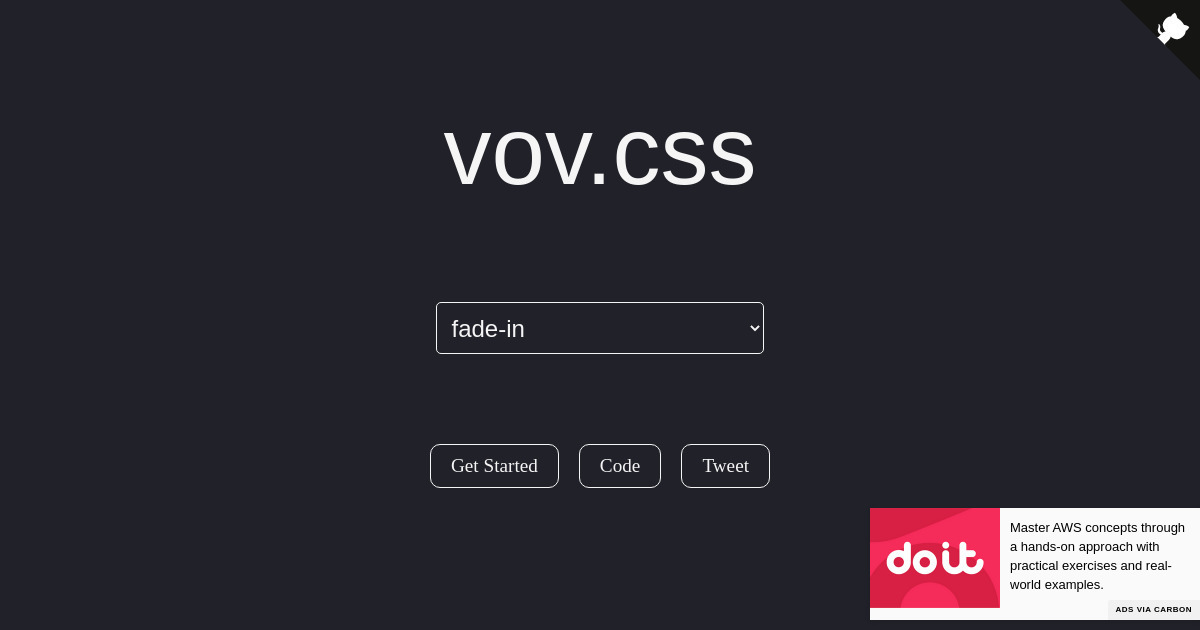 vov.css
fade-in
Get Started
Code
Tweet
doit
Master AWS concepts through
a hands-on approach with
practical exercises and real-
world examples.
ADS VIA CARBON